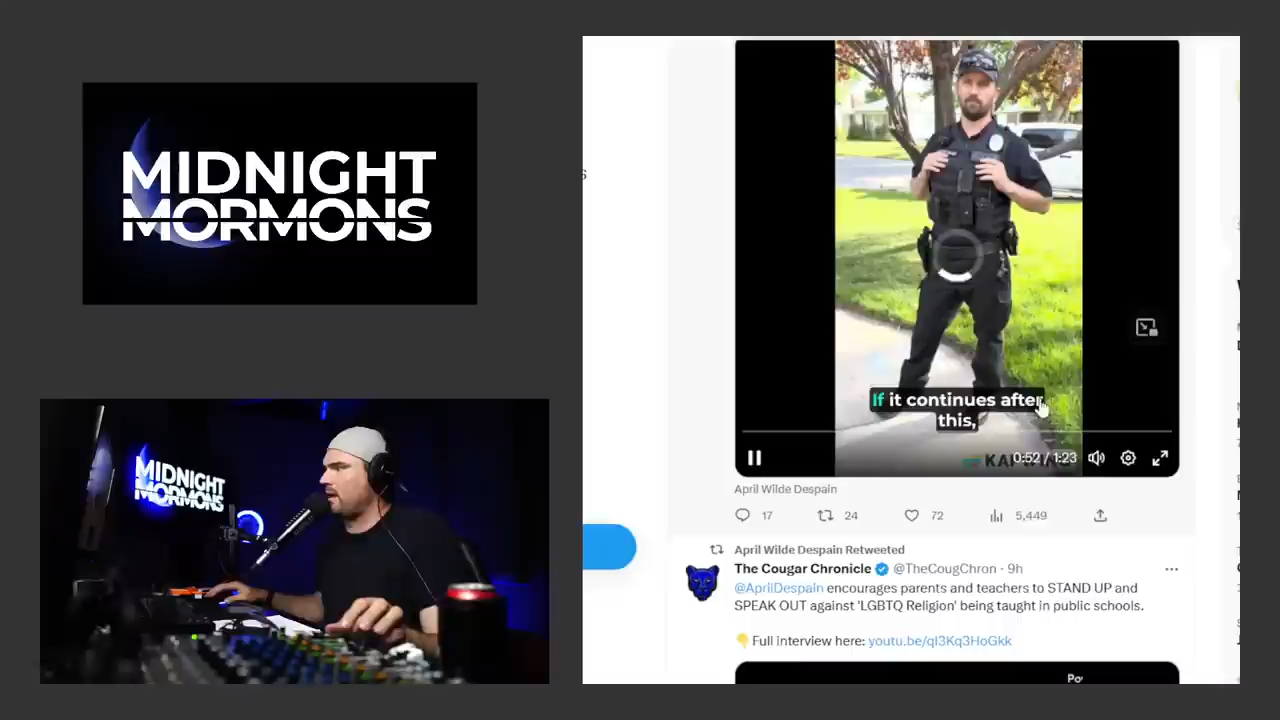 MIDNIGHT
MORMONS
MIDNIGHT
MORMONS
If it continues after
this,
0:52 / 1:23
April Wilde Despain
17
24
72
5,449
April Wilde Despain Retweeted
The Cougar Chronicle @TheCougChron · 9h
@AprilDespain encourages parents and teachers to STAND UP and
SPEAK OUT against 'LGBTQ Religion' being taught in public schools.
Full interview here: youtu.be/qI3Kq3HoGkk